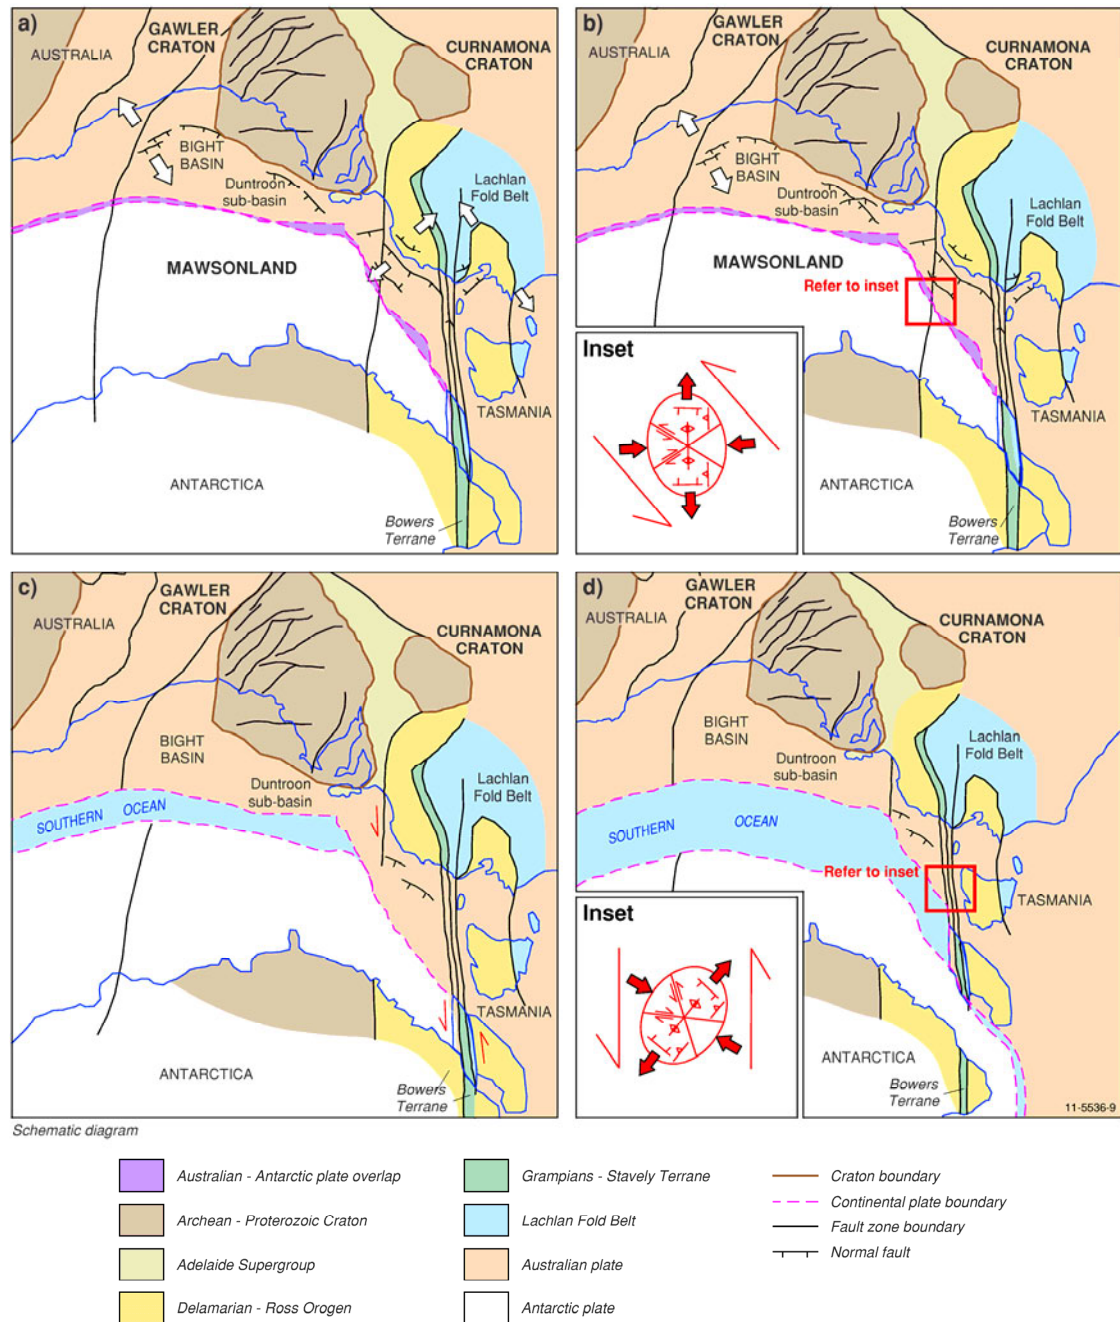 a)
GAWLER
CRATON
AUSTRALIA
CURNAMONA
CRATON
BIGHT
BASIN
Duntroon
sub-basin
Lachlan
Fold Belt
MAWSONLAND
TASMANIA
ANTARCTICA
Bowers
Terrane
b)
GAWLER
CRATON
AUSTRALIA
CURNAMONA
CRATON
BIGHT
BASIN
Duntroon
sub-basin
Lachlan
Fold Belt
MAWSONLAND
Refer to inset
Inset
TASMANIA
ANTARCTICA
Bowers
Terrane
c)
GAWLER
CRATON
AUSTRALIA
CURNAMONA
CRATON
BIGHT
BASIN
Duntroon
sub-basin
Lachlan
Fold Belt
SOUTHERN OCEAN
TASMANIA
ANTARCTICA
Bowers
Terrane
d)
GAWLER
CRATON
AUSTRALIA
CURNAMONA
CRATON
BIGHT
BASIN
Duntroon
sub-basin
Lachlan
Fold Belt
SOUTHERN OCEAN
Refer to inset
TASMANIA
Inset
ANTARCTICA
Bowers
Terrane
11-5536-9
Schematic diagram
Australian - Antarctic plate overlap
Archean - Proterozoic Craton
Adelaide Supergroup
Delamarian - Ross Orogen
Grampians - Stavely Terrane
Lachlan Fold Belt
Australian plate
Antarctic plate
Craton boundary
Continental plate boundary
Fault zone boundary
Normal fault